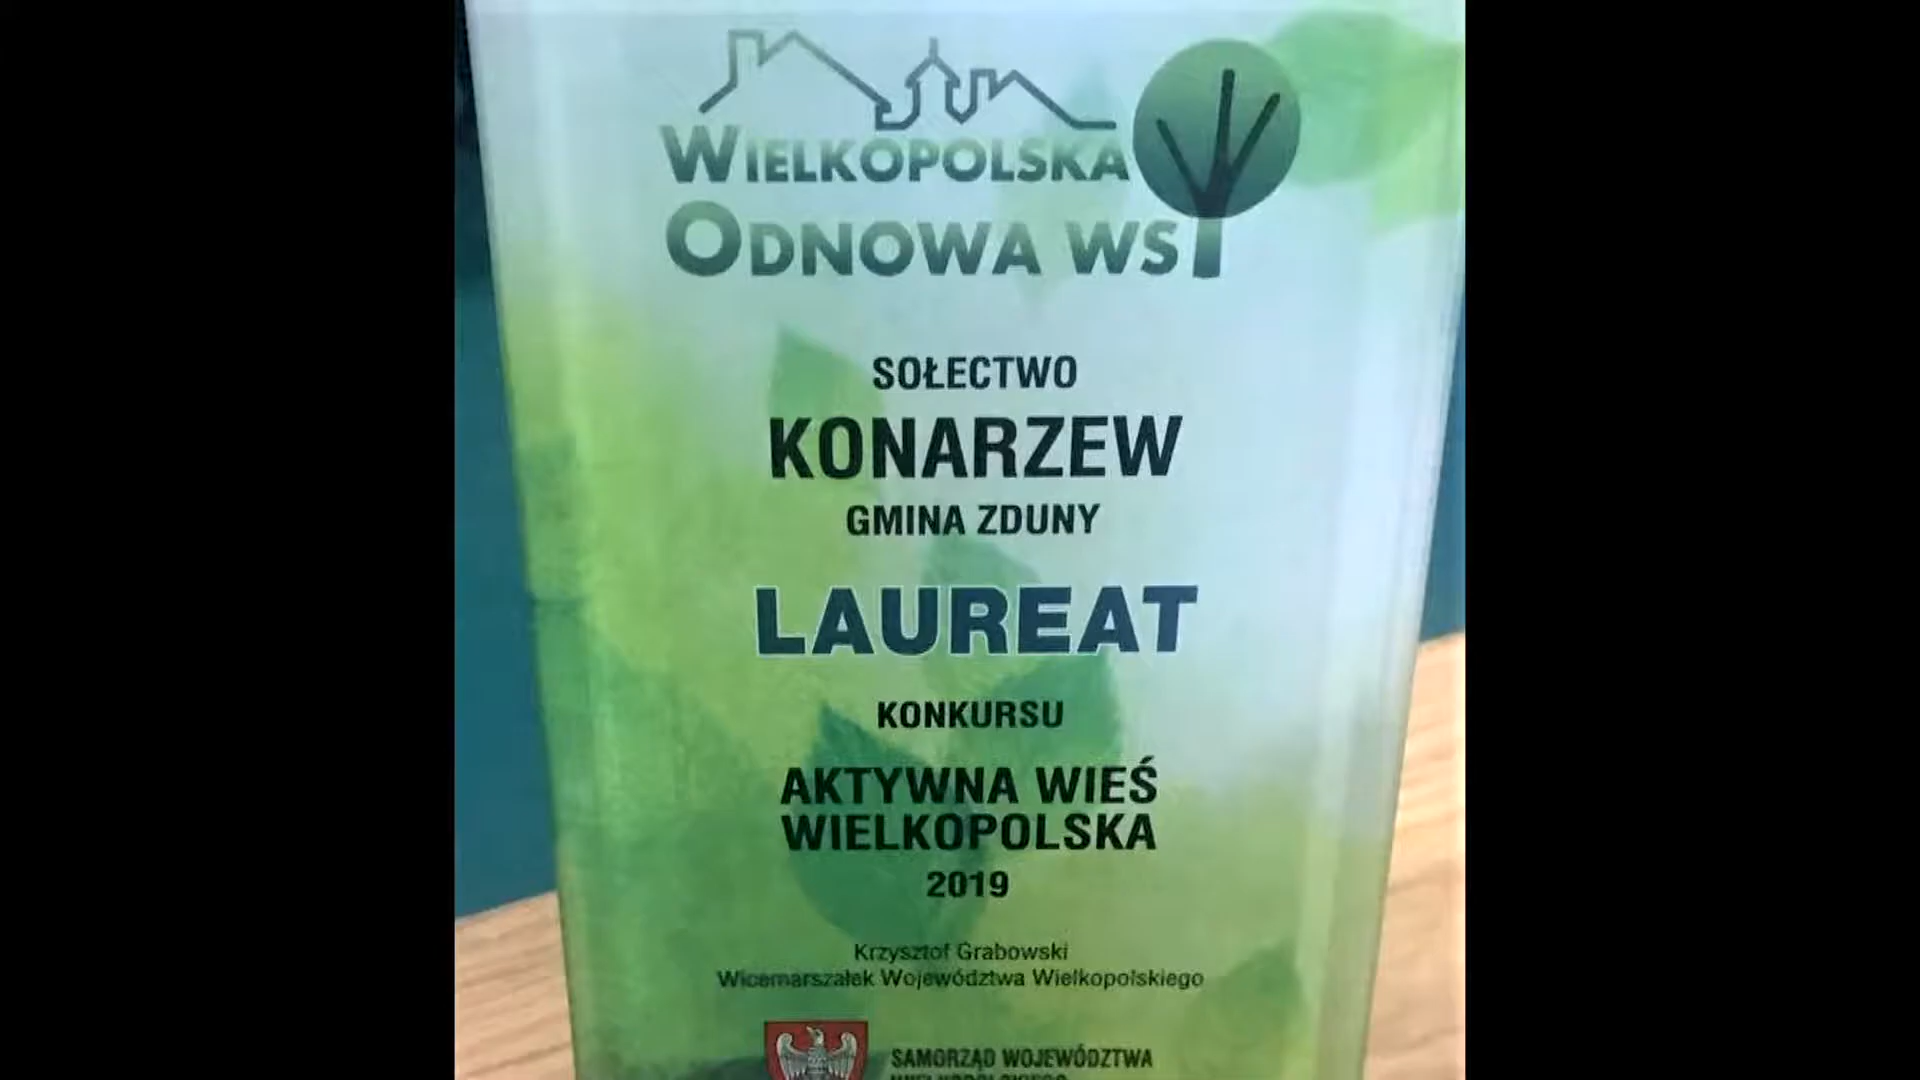 WIELKOPOLSKA
ODNOWA WSI
SOŁECTWO
KONARZEW
GMINA ZDUNY
LAUREAT
KONKURSU
AKTYWNA WIEŚ
WIELKOPOLSKA
2019
Krzysztof Grabowski
Wicemarszałek Województwa Wielkopolskiego
SAMORZĄD WOJEWÓDZTWA